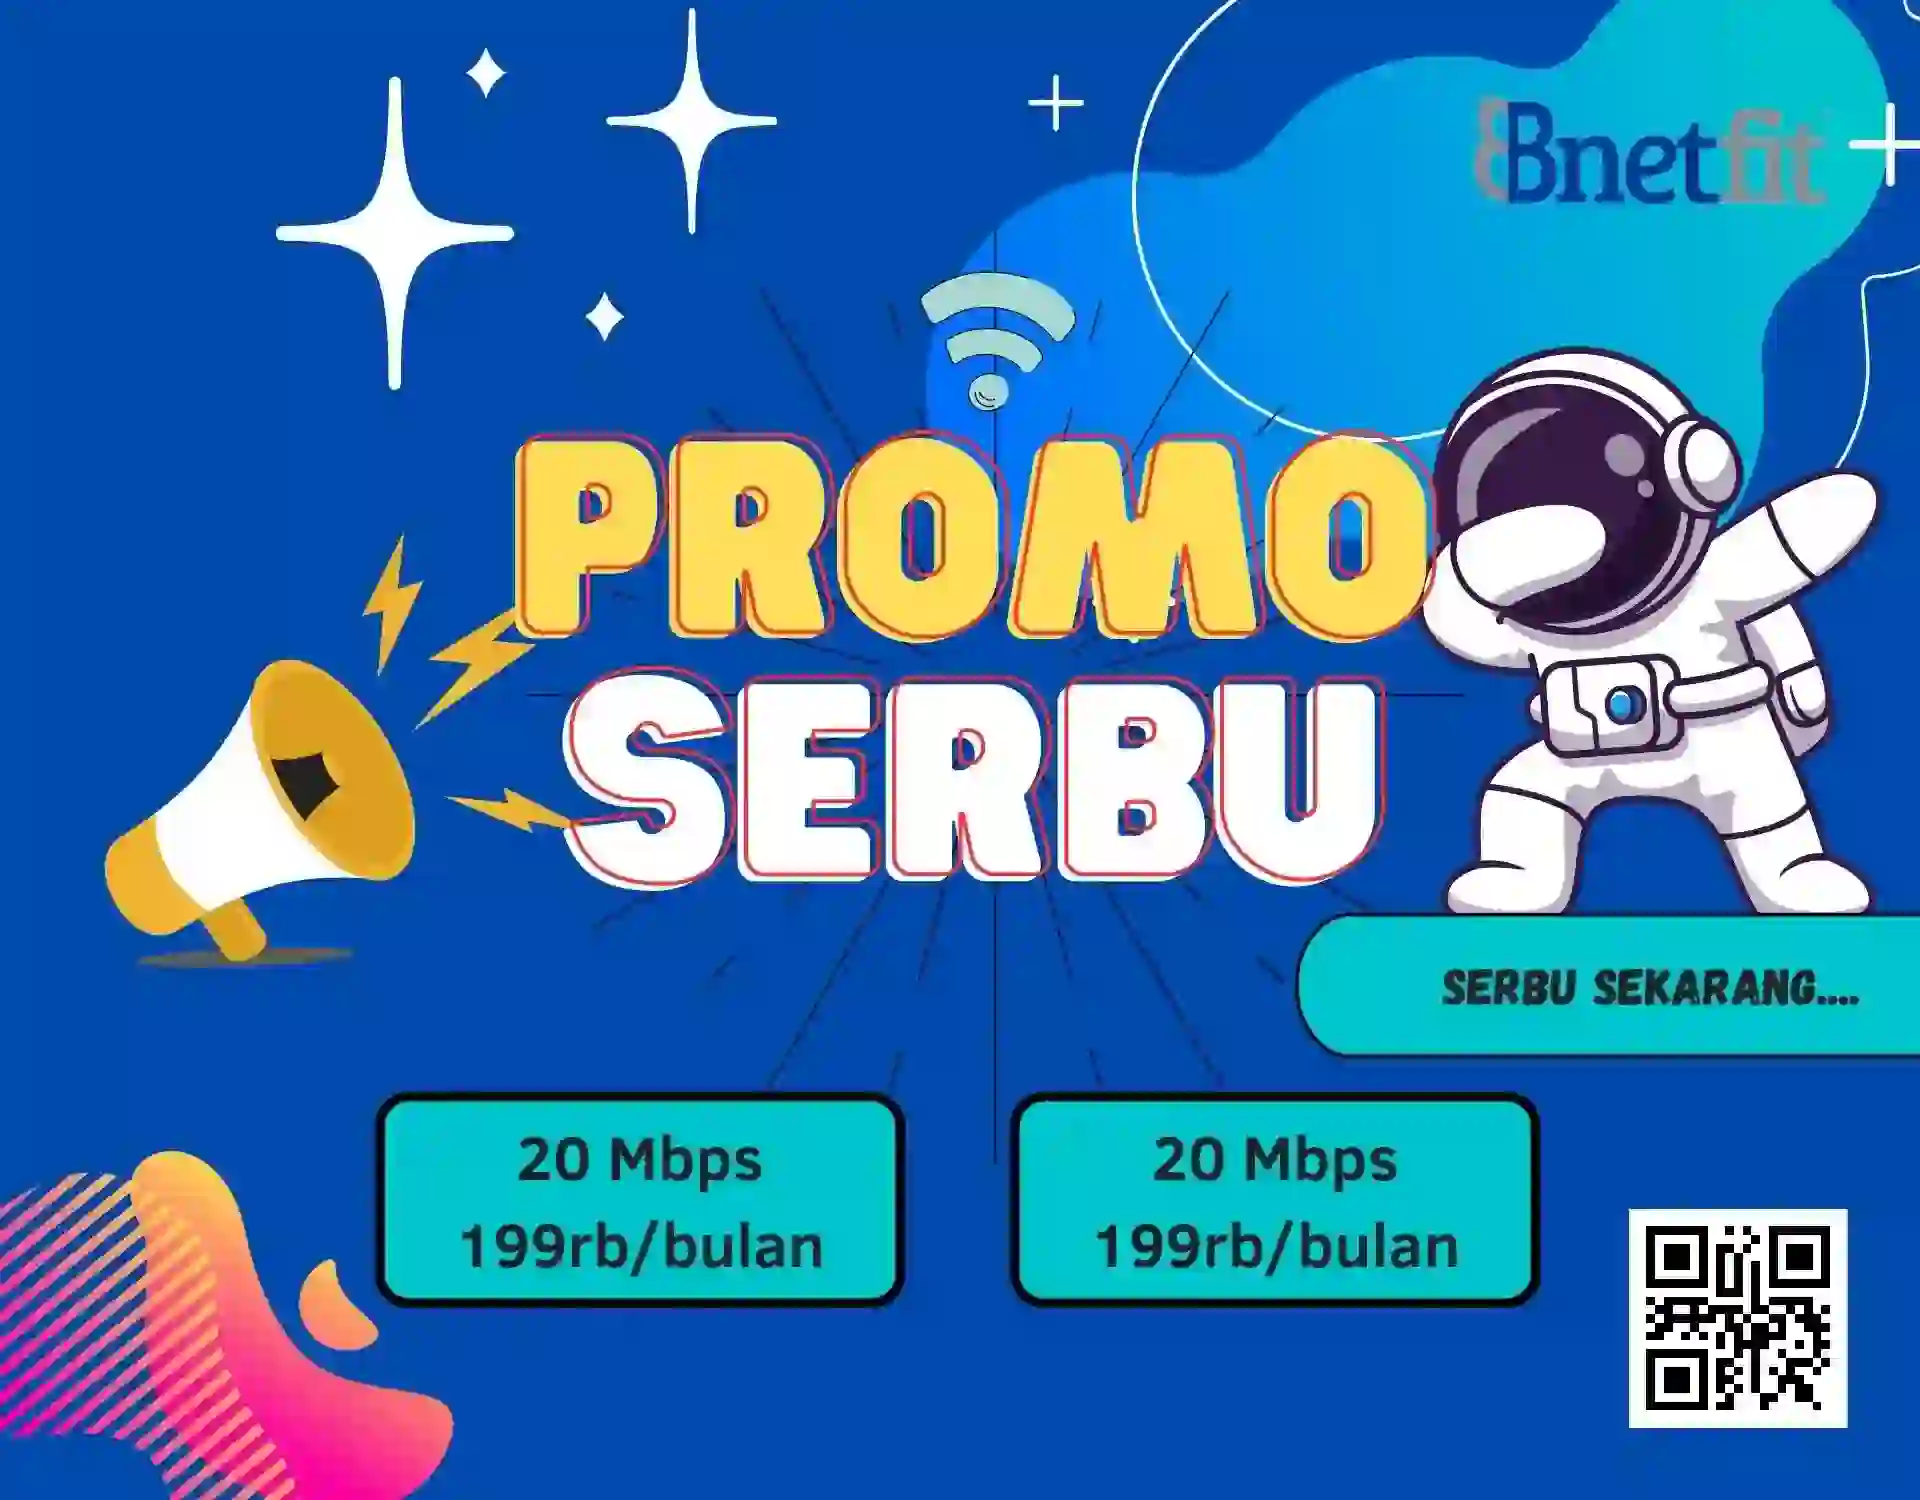 Bnetfit
PROMO
SERBU
SERBU SEKARANG....
20 Mbps
199rb/bulan
20 Mbps
199rb/bulan